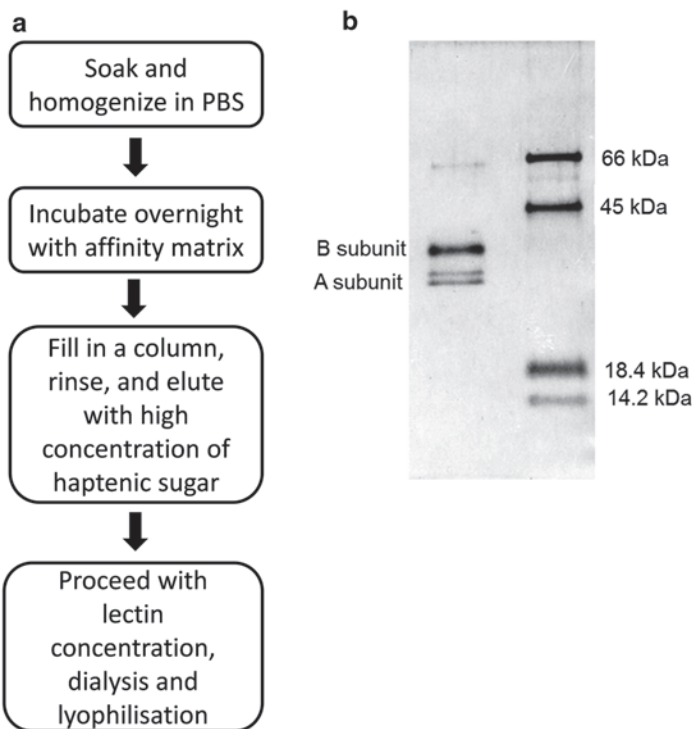 a
Soak and
homogenize in PBS
Incubate overnight
with affinity matrix
Fill in a column,
rinse, and elute
with high
concentration of
haptenic sugar
Proceed with
lectin
concentration,
dialysis and
lyophilisation
b
66 kDa
45 kDa
B subunit
A subunit
18.4 kDa
14.2 kDa